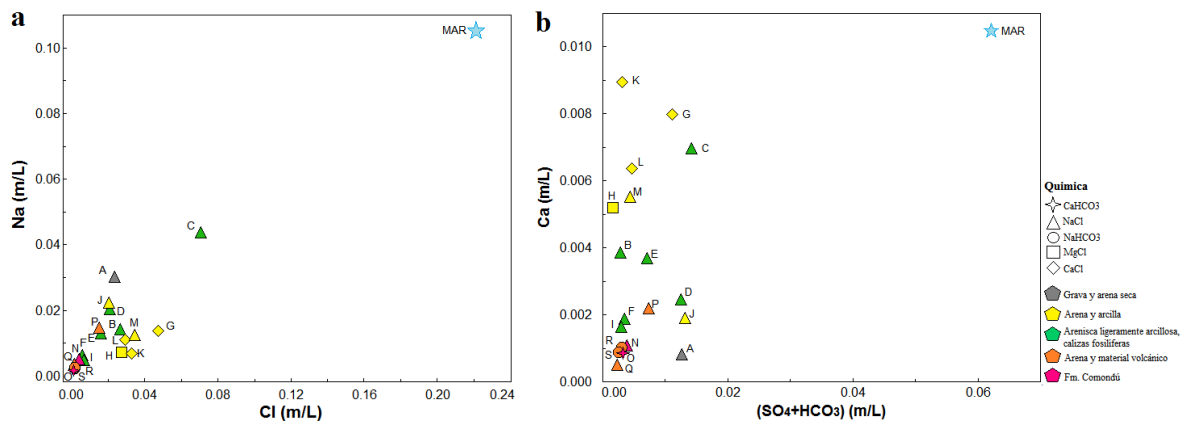 a
Na (m/L)
0.10
0.08
0.06
0.04
0.02
0.00
MAR
C
A
J
D
P
B
M
G
E
L
F
H
K
N
I
Q
R
S
0.00 0.04 0.08 0.12 0.16 0.20 0.24
Cl (m/L)
b
Ca (m/L)
0.010
0.008
0.006
0.004
0.002
0.000
MAR
K
G
C
L
M
H
B
E
D
P
F
J
I
R
N
S
O
A
Q
0.00 0.02 0.04 0.06
(SO4+HCO3) (m/L)
Quimica
CaHCO3
NaCl
NaHCO3
MgCl
CaCl
Grava y arena seca
Arena y arcilla
Arenisca ligeramente arcillosa,
calizas fosilíferas
Arena y material volcánico
Fm. Comondú